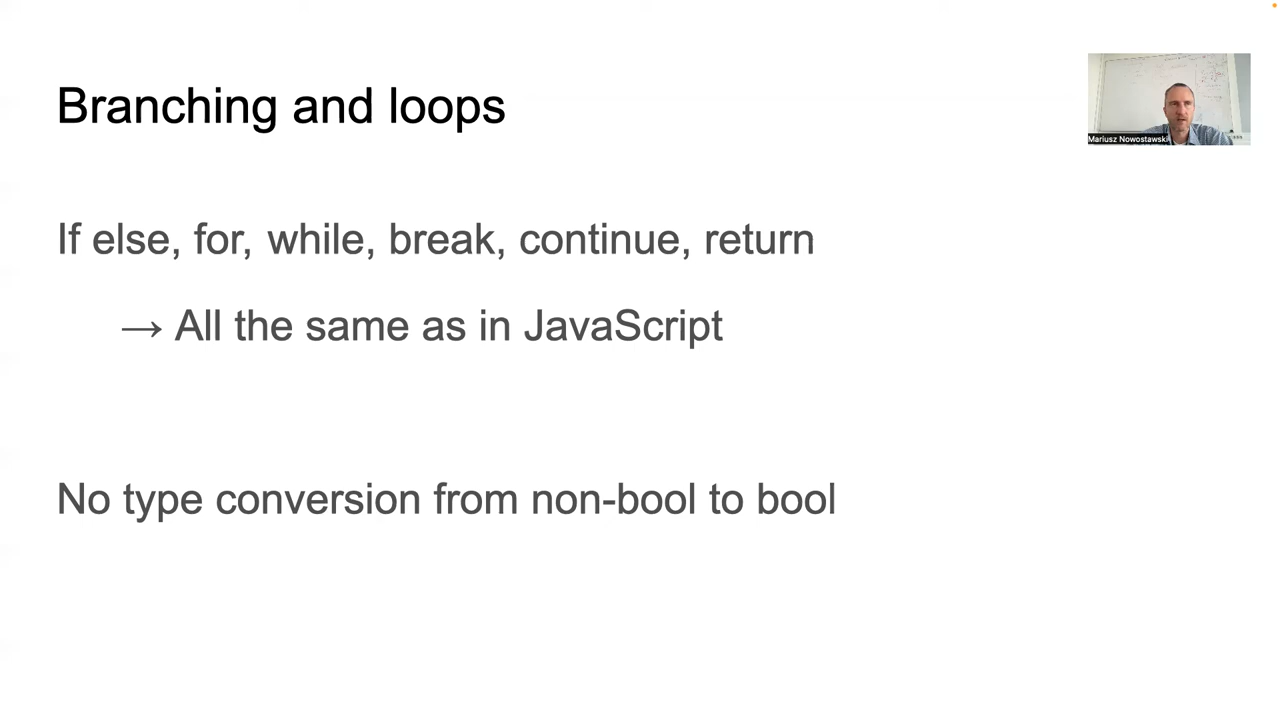 Branching and loops
Mariusz Nowostawski
If else, for, while, break, continue, return
→ All the same as in JavaScript
No type conversion from non-bool to bool